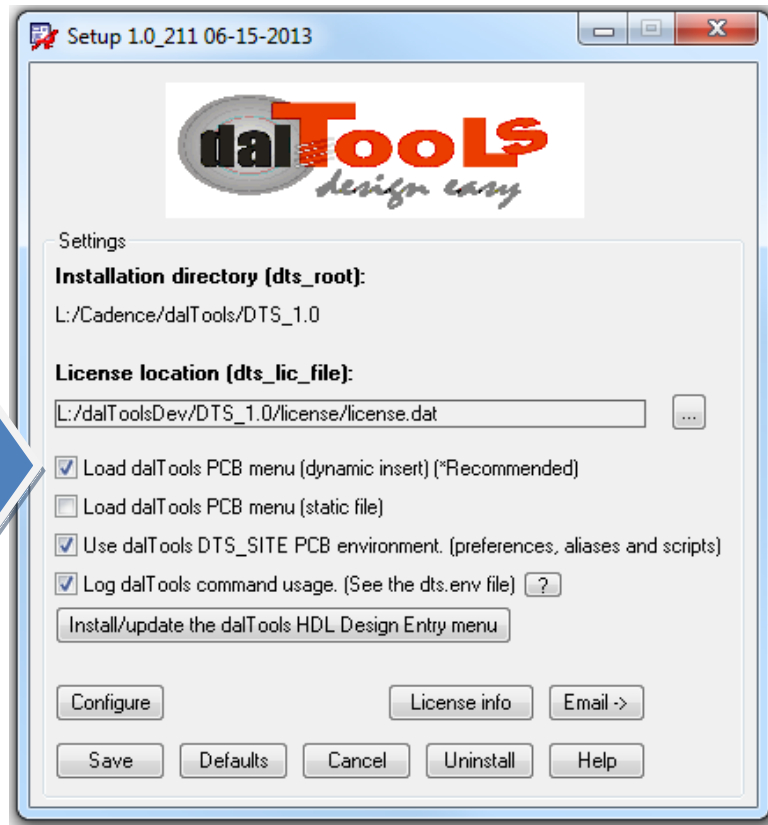 Setup 1.0_211 06-15-2013
dalTools
design easy
Settings
Installation directory (dts_root):
L:/Cadence/dalTools/DTS_1.0
License location (dts_lic_file):
L:/dalToolsDev/DTS_1.0/license/license.dat
...
Load dalTools PCB menu (dynamic insert) (*Recommended)
Load dalTools PCB menu (static file)
Use dalTools DTS_SITE PCB environment. (preferences, aliases and scripts)
Log dalTools command usage. (See the dts.env file) ?
Install/update the dalTools HDL Design Entry menu
Configure License info Email ->
Save Defaults Cancel Uninstall Help